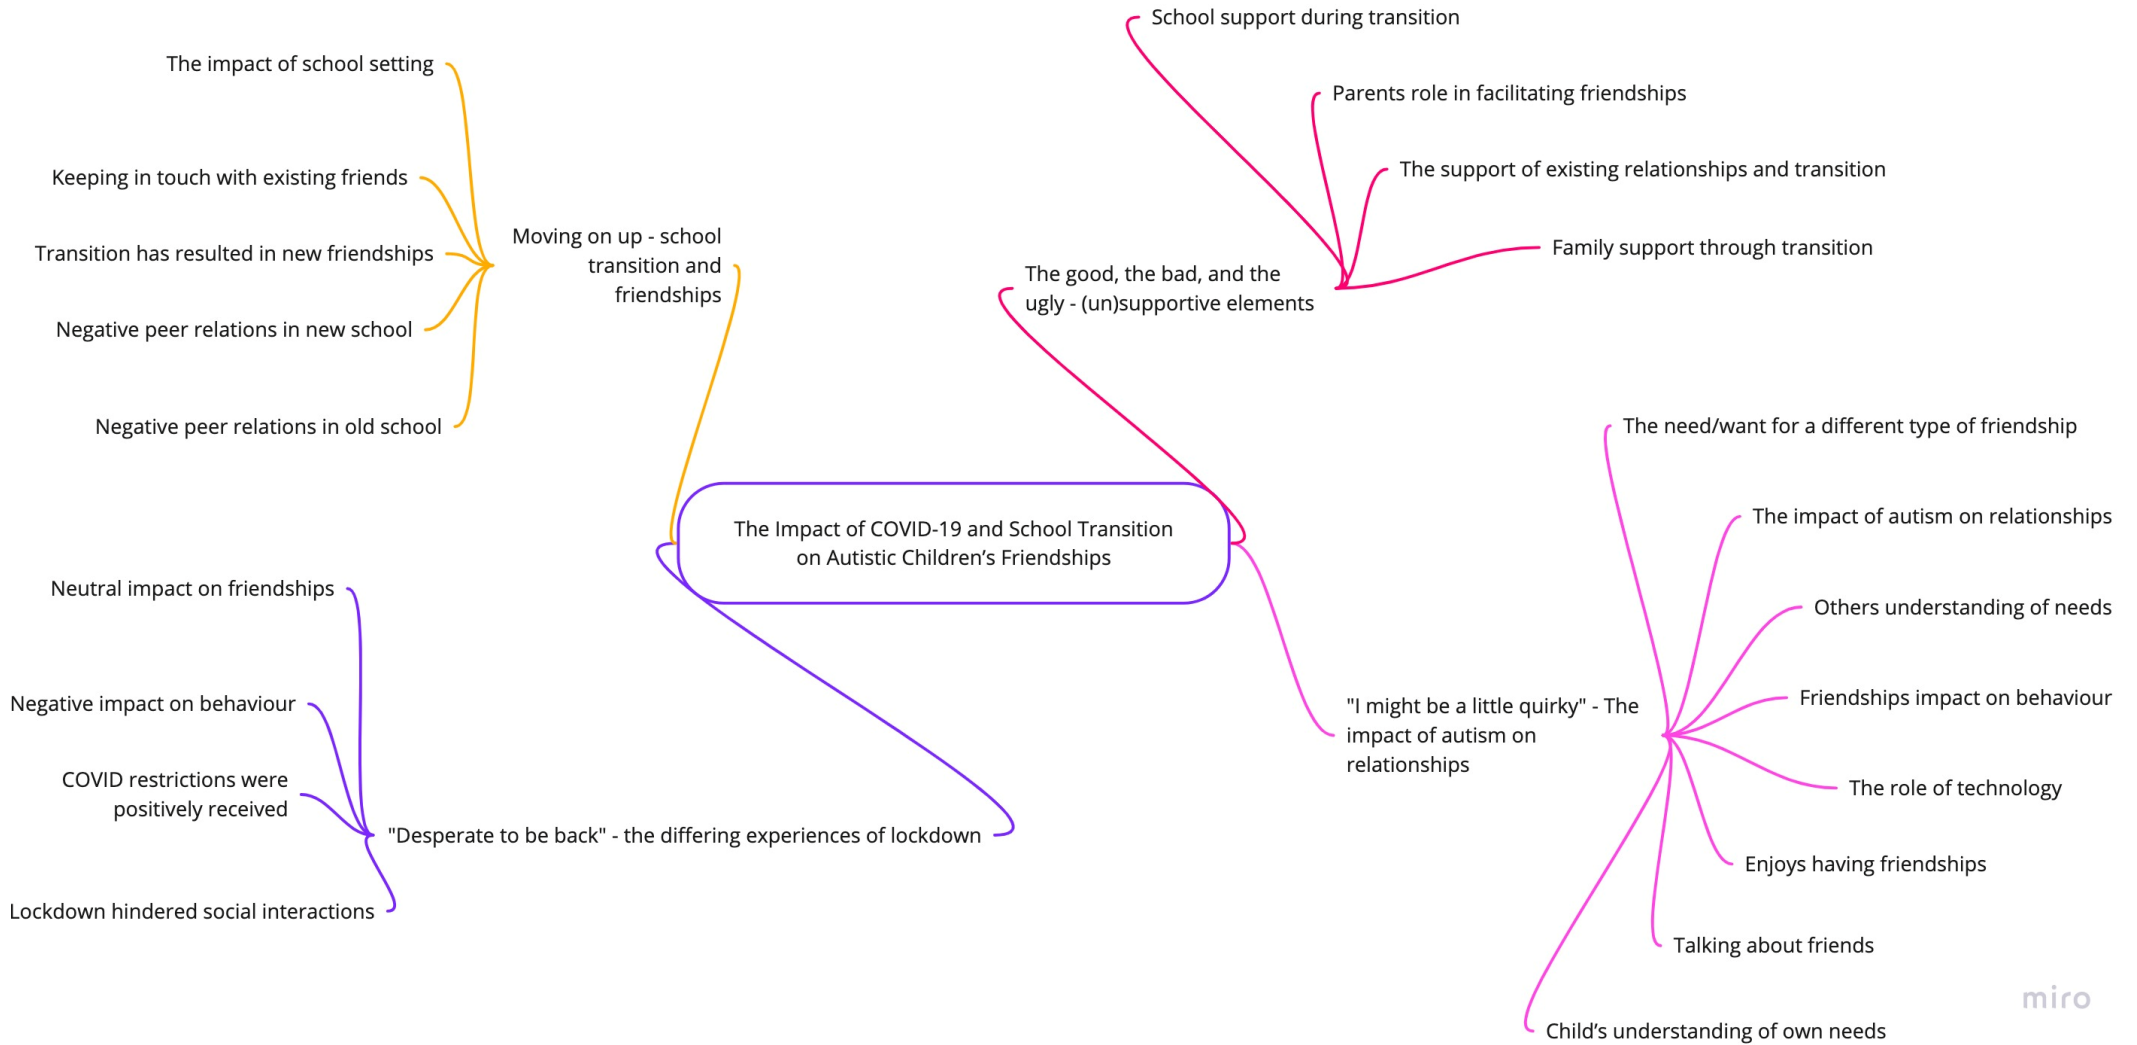 School support during transition
The impact of school setting
Parents role in facilitating friendships
Keeping in touch with existing friends
The support of existing relationships and transition
Transition has resulted in new friendships
Moving on up - school
transition and
friendships
Family support through transition
The good, the bad, and the
ugly - (un)supportive elements
Negative peer relations in new school
Negative peer relations in old school
The need/want for a different type of friendship
The Impact of COVID-19 and School Transition
on Autistic Children’s Friendships
The impact of autism on relationships
Neutral impact on friendships
Others understanding of needs
Negative impact on behaviour
"I might be a little quirky" - The
impact of autism on
relationships
Friendships impact on behaviour
COVID restrictions were
positively received
The role of technology
"Desperate to be back" - the differing experiences of lockdown
Enjoys having friendships
Lockdown hindered social interactions
Talking about friends
miro
Child’s understanding of own needs